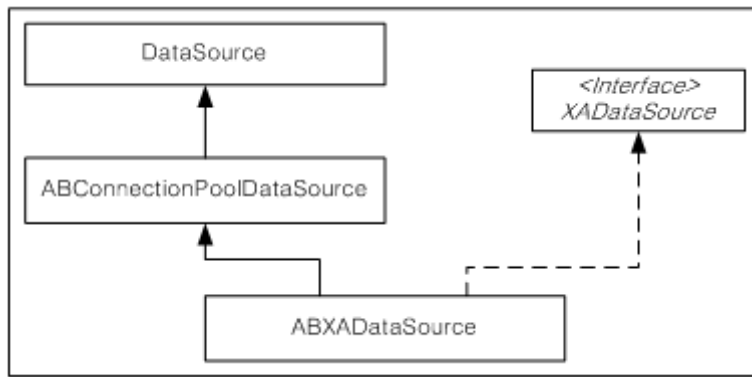 DataSource
<Interface>
XADataSource
ABConnectionPoolDataSource
ABXADataSource